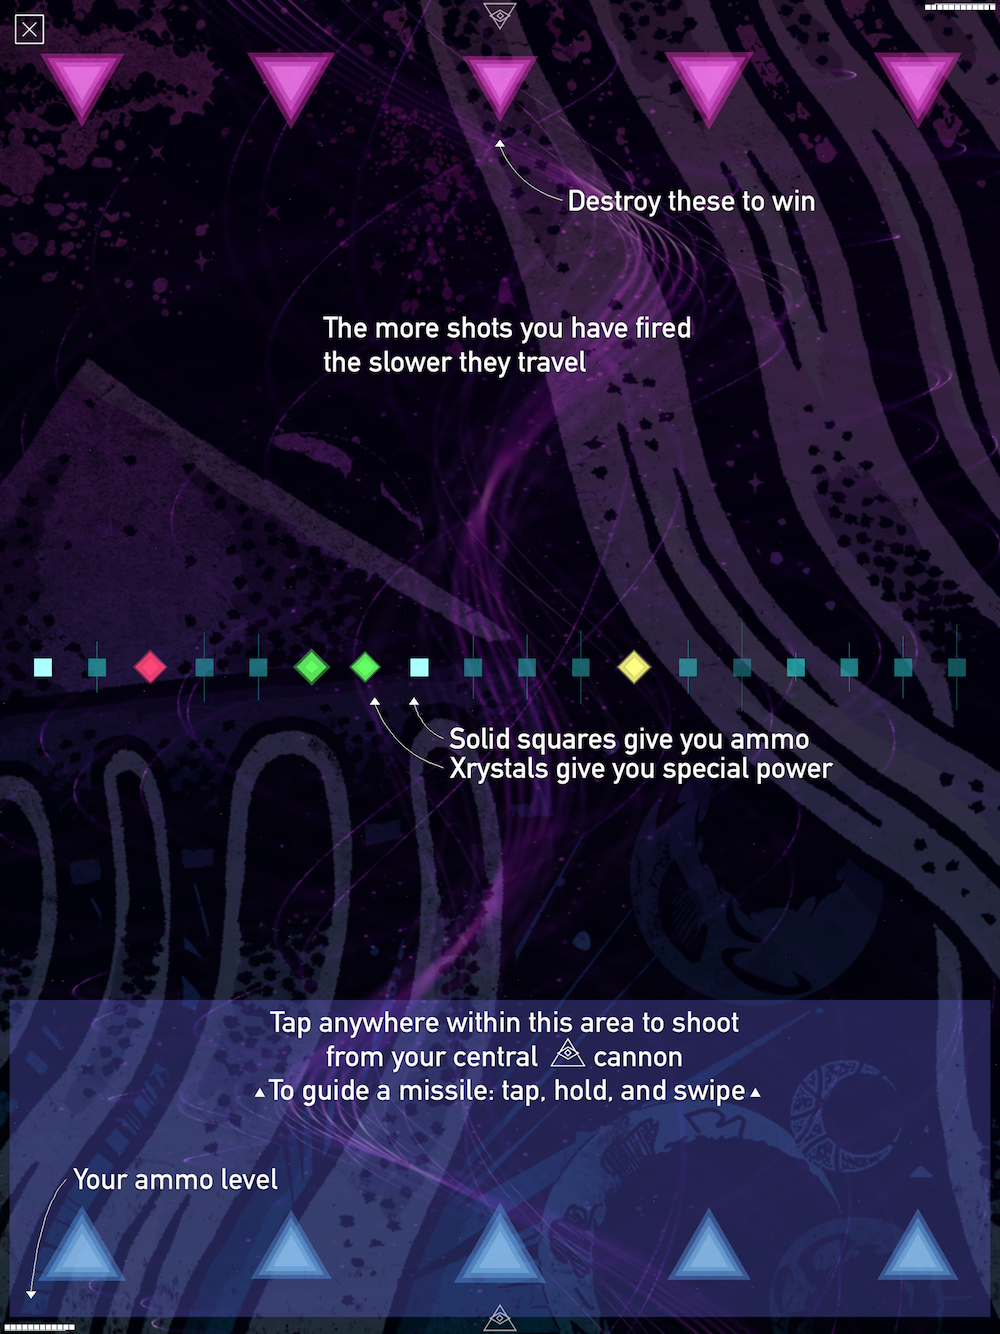 Destroy these to win
The more shots you have fired
the slower they travel
Solid squares give you ammo
Xrystals give you special power
Tap anywhere within this area to shoot
from your central cannon
To guide a missile: tap, hold, and swipe
Your ammo level